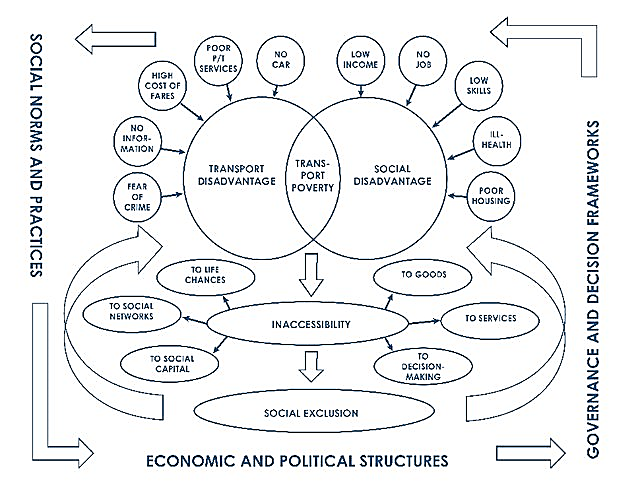 SOCIAL NORMS AND PRACTICES
POOR
P/T
SERVICES
NO
CAR
LOW
INCOME
NO
JOB
HIGH
COST OF
FARES
LOW
SKILLS
NO
INFOR-
MATION
ILL-
HEALTH
FEAR
OF
CRIME
POOR
HOUSING
TRANSPORT
DISADVANTAGE
TRANS-
PORT
POVERTY
SOCIAL
DISADVANTAGE
GOVERNANCE AND DECISION FRAMEWORKS
TO LIFE
CHANCES
TO GOODS
TO SOCIAL
NETWORKS
INACCESSIBILITY
TO SERVICES
TO SOCIAL
CAPITAL
TO
DECISION-
MAKING
SOCIAL EXCLUSION
ECONOMIC AND POLITICAL STRUCTURES